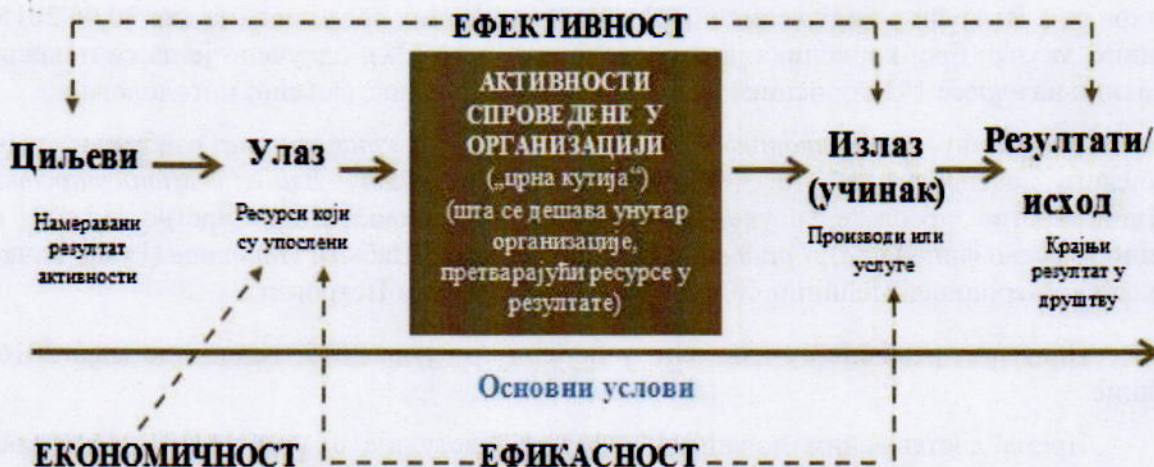 ЕФЕКТИВНОСТ
АКТИВНОСТИ
СПРОВЕДЕНЕ У
ОРГАНИЗАЦИЈИ
(„црна кутија“)
(шта се дешава унутар
организације,
претварајући ресурсе у
резултате)
Циљеви
Намеравани
резултат
активности
Улаз
Ресурси који
су упослени
Излаз
(учинак)
Производ или
услуге
Резултати/
исход
Крајњи
резултат у
друштву
Основни услови
ЕКОНОМИЧНОСТ
ЕФИКАСНОСТ